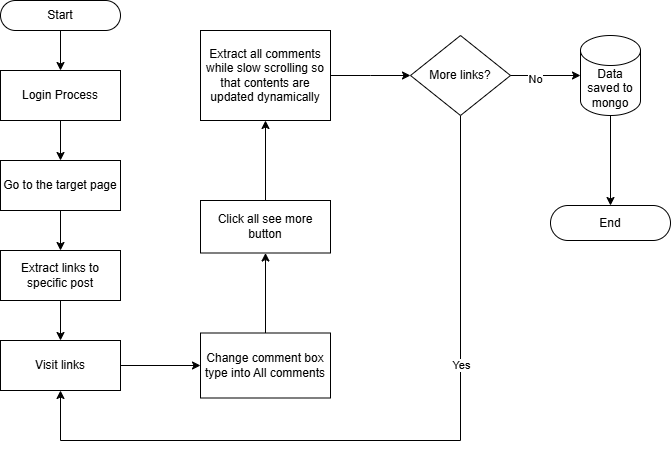 Start
Login Process
Go to the target page
Extract links to
specific post
Visit links
Change comment box
type into All comments
Click all see more
button
Extract all comments
while slow scrolling so
that contents are
updated dynamically
More links?
No
Yes
Data
saved to
mongo
End